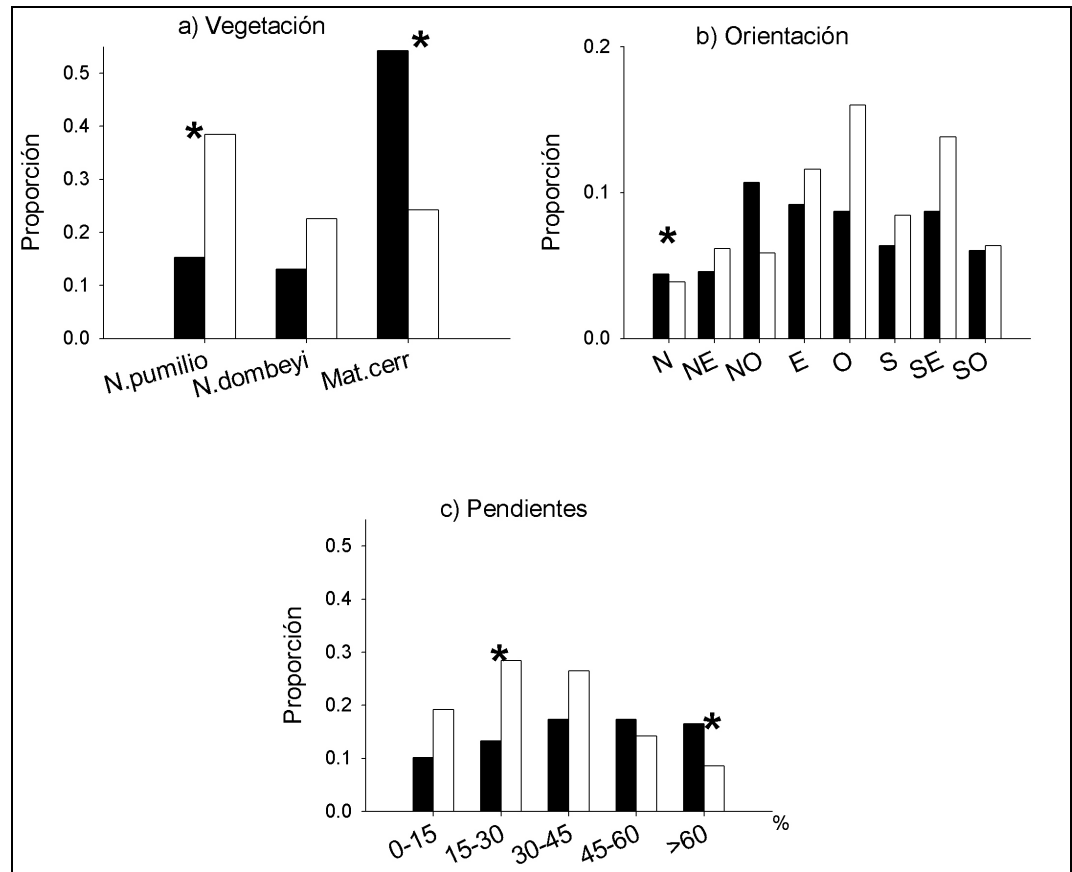 a) Vegetación
Proporción
0.5
0.4
0.3
0.2
0.1
0.0
*
*
N.pumilio
N.dombeyi
Mat.cerr
b) Orientación
Proporción
0.2
0.1
0.0
*
N
NE
NO
E
O
S
SE
SO
c) Pendientes
Proporción
0.5
0.4
0.3
0.2
0.1
0.0
*
*
0-15
15-30
30-45
45-60
>60
%